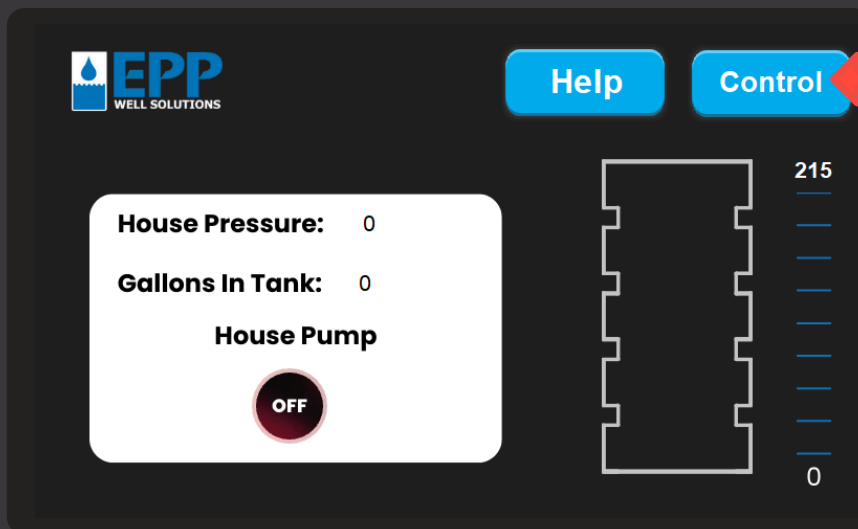 EPP
WELL SOLUTIONS
Help
Control
House Pressure: 0
Gallons In Tank: 0
House Pump
OFF
215
0